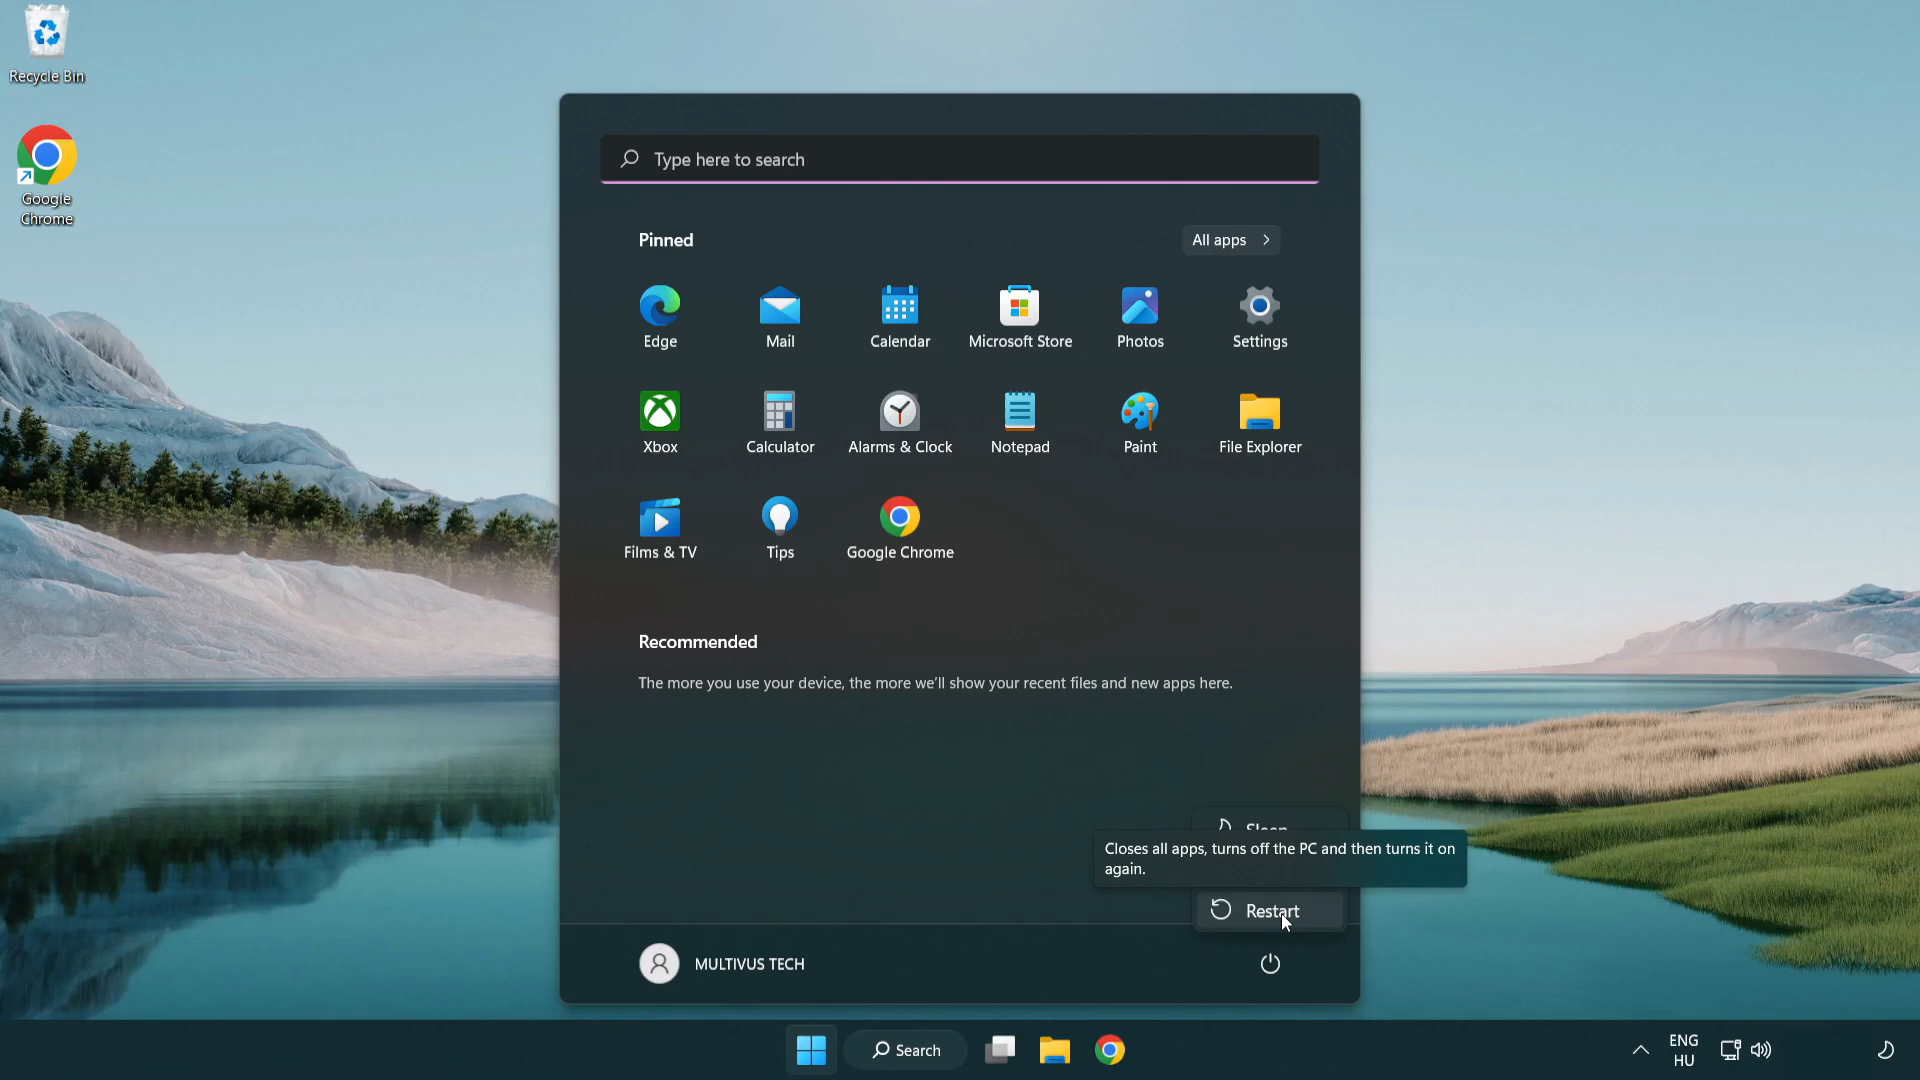 Recycle Bin
Google
Chrome
Type here to search
Pinned
All apps
Edge
Mail
Calendar
Microsoft Store
Photos
Settings
Xbox
Calculator
Alarms & Clock
Notepad
Paint
File Explorer
Films & TV
Tips
Google Chrome
Recommended
The more you use your device, the more we'll show your recent files and new apps here.
Sleep
Closes all apps, turns off the PC and then turns it on
again.
Restart
MULTIVUS TECH
Search
ENG
HU